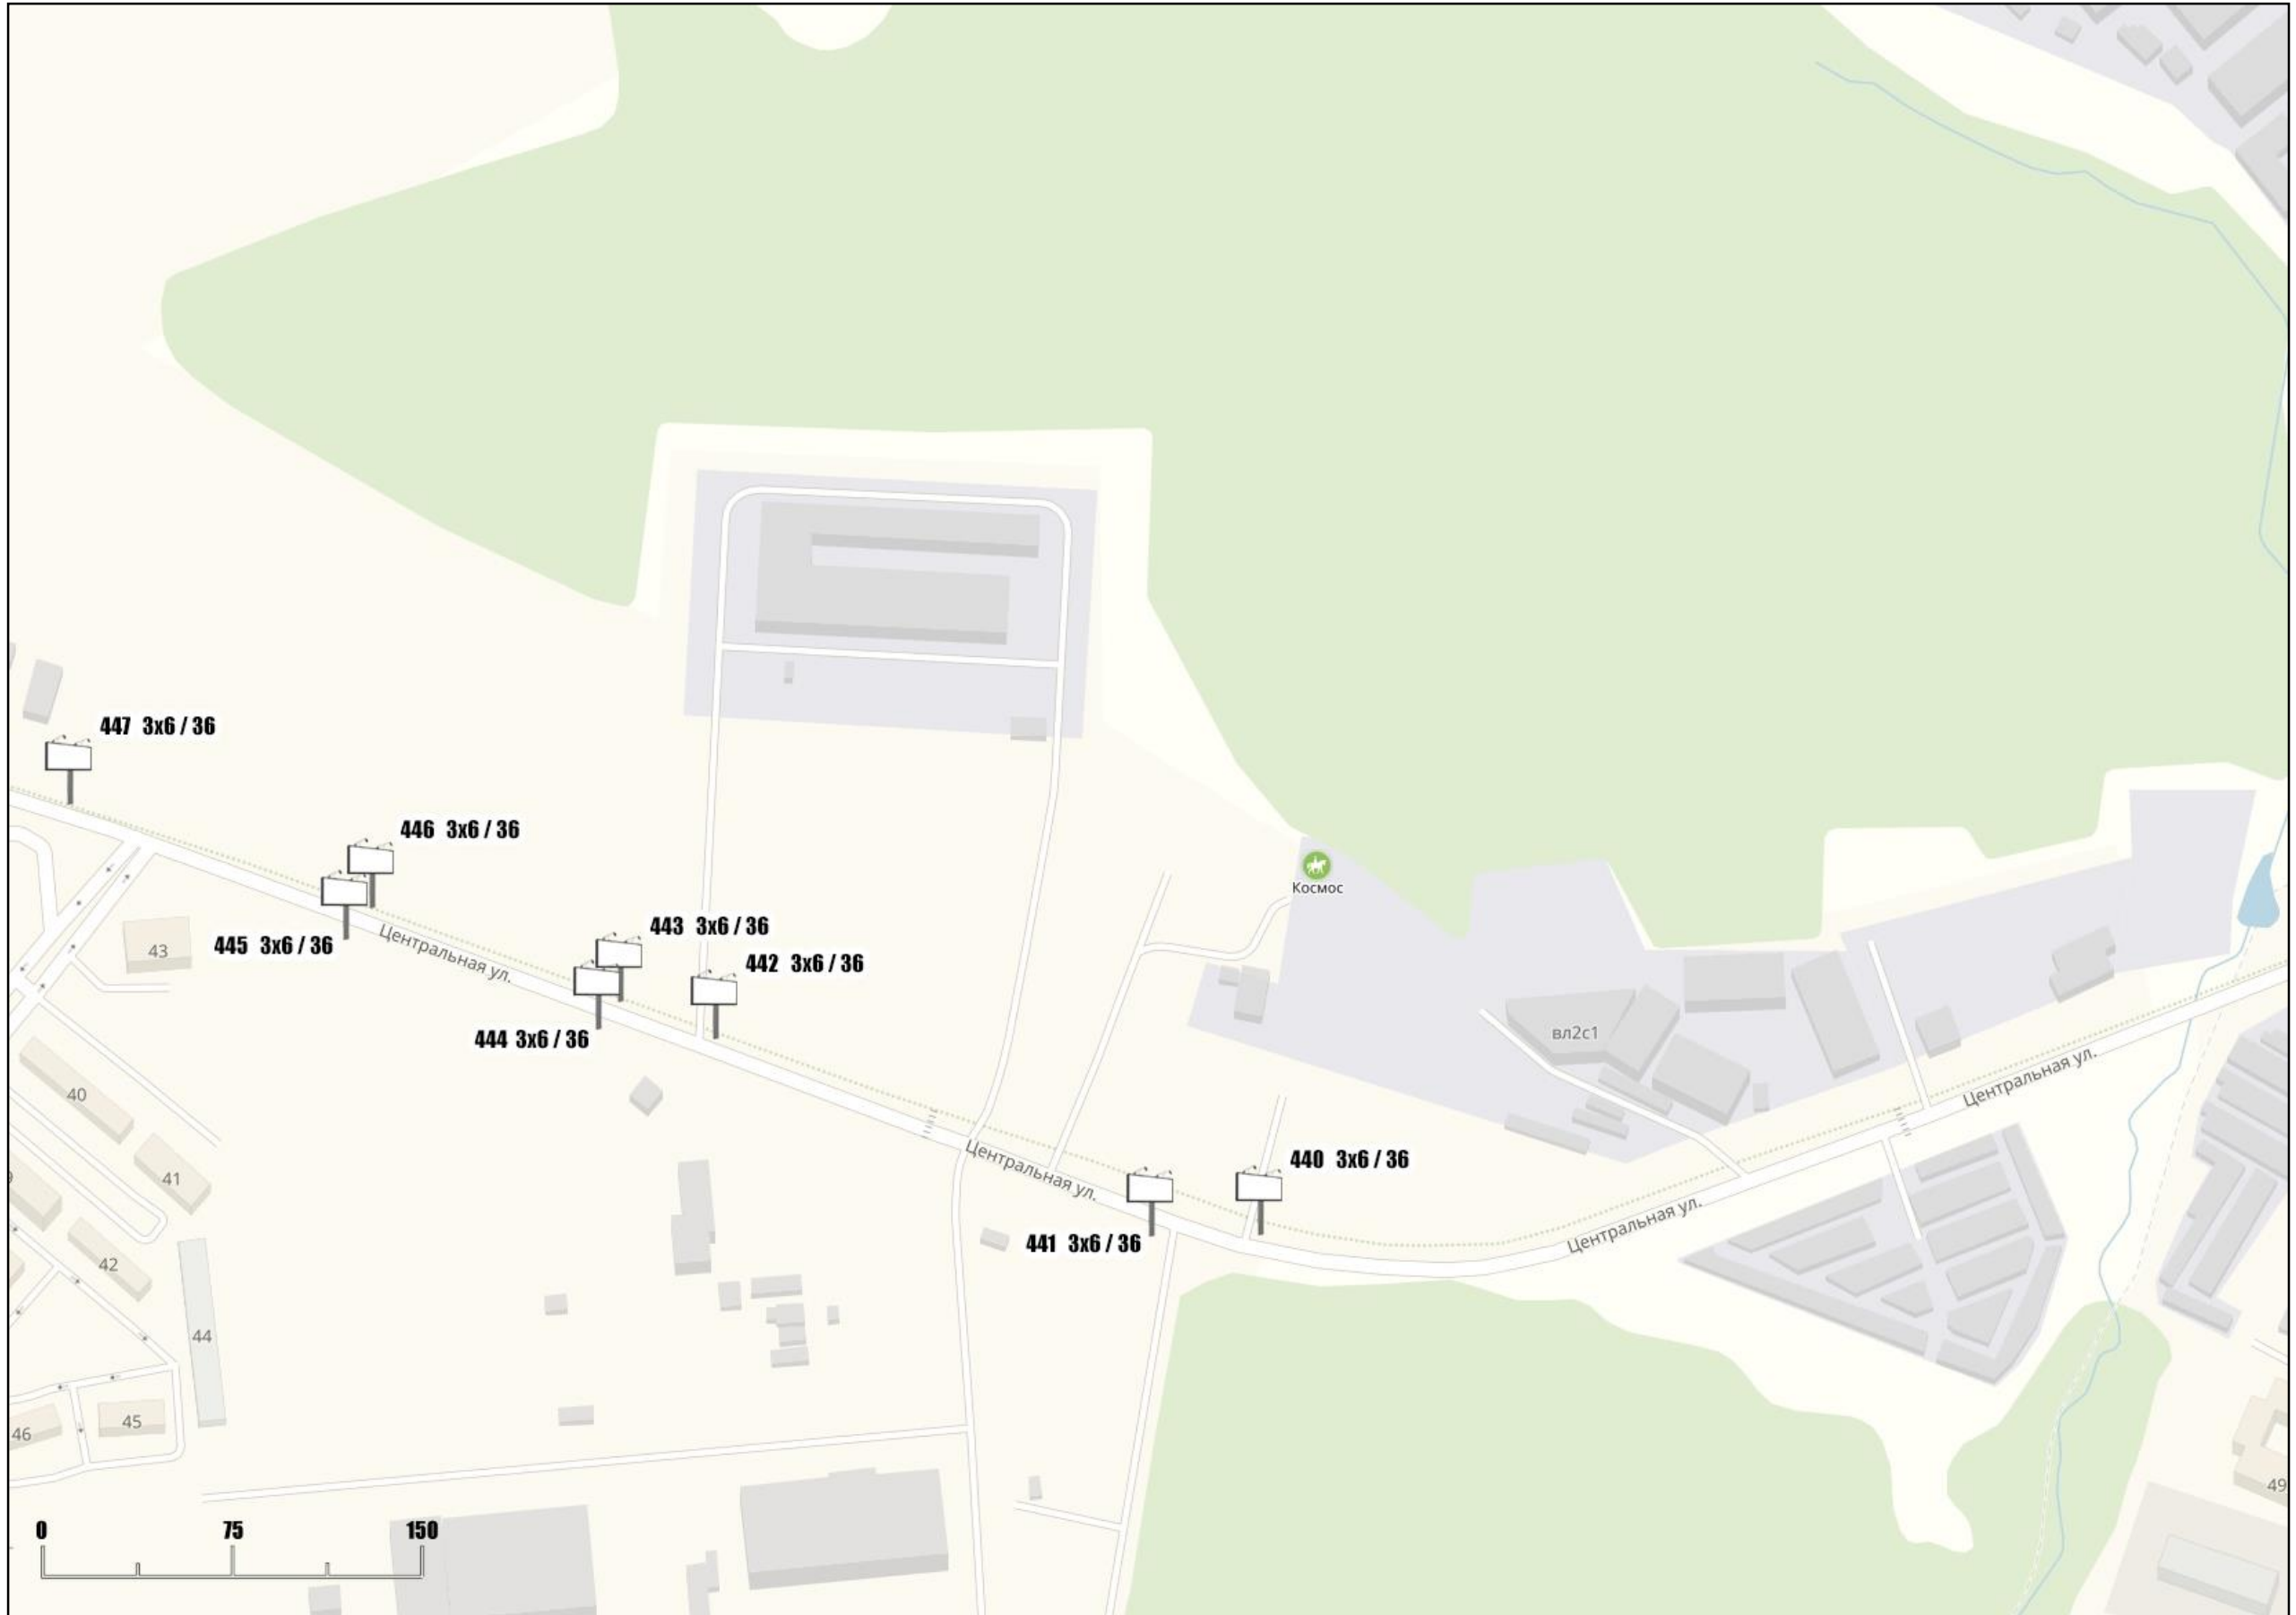 447 3x6 / 36
446 3x6 / 36
445 3x6 / 36
Центральная ул.
443 3x6 / 36
442 3x6 / 36
444 3x6 / 36
43
Космос
вл2с1
Центральная ул.
40
41
42
Центральная ул.
440 3x6 / 36
441 3x6 / 36
Центральная ул.
44
45
46
49
0 75 150